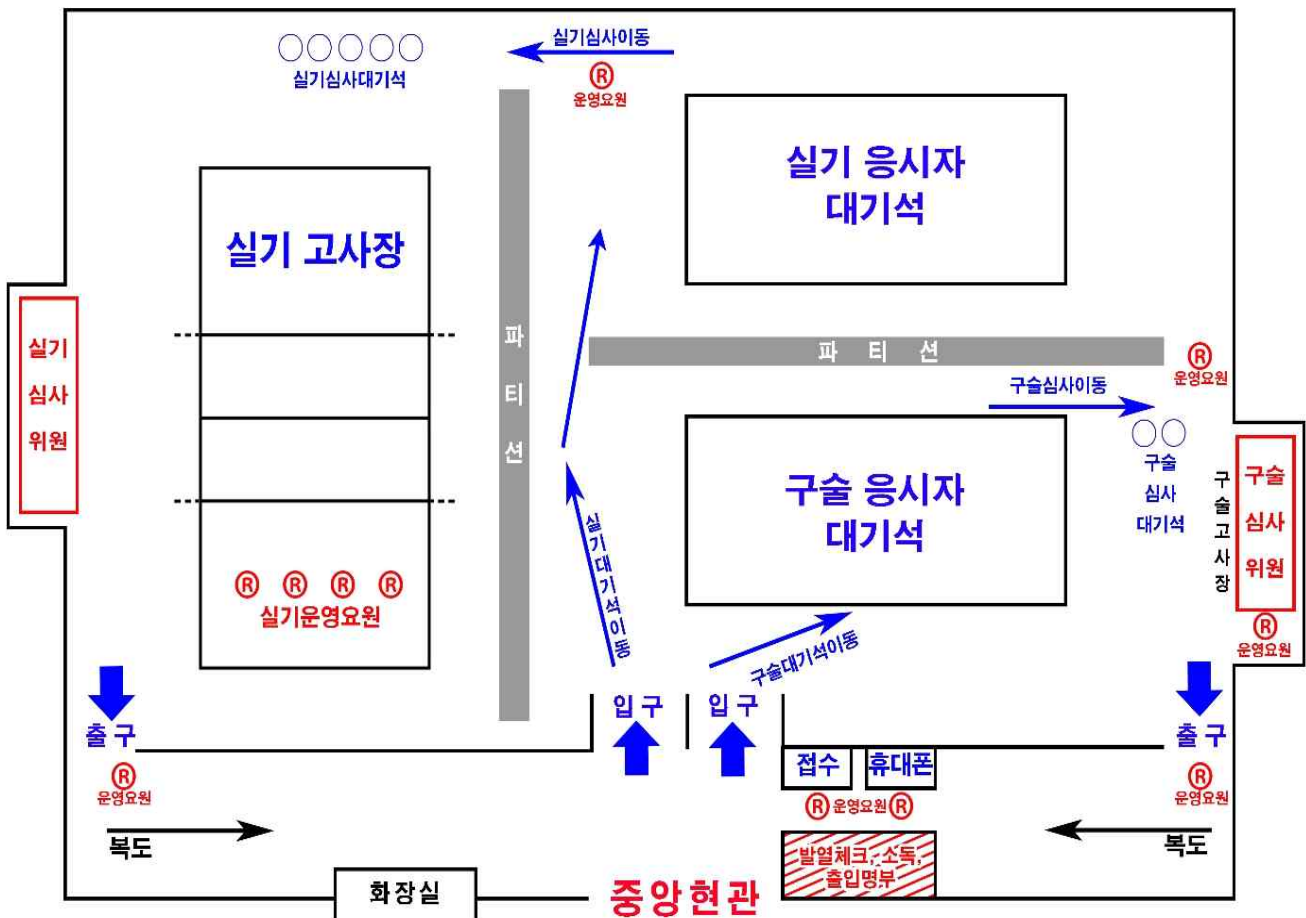 실기심사이동
Ⓡ
운영요원
실기심사대기석
실기 응시자
대기석
실기 고사장
실기
심사
위원
파
티
션
파 티 션
Ⓡ
운영요원
구술심사이동
구술
심사
대기석
구술고사장
구술
심사
위원
Ⓡ
운영요원
구술 응시자
대기석
실기대기석이동
구술대기석이동
Ⓡ Ⓡ Ⓡ Ⓡ
실기운영요원
출 구
Ⓡ
운영요원
입 구
입 구
출 구
Ⓡ
운영요원
접수
휴대폰
Ⓡ 운영요원 Ⓡ
복도
복도
발열체크, 소독,
출입명부
화장실
중앙현관